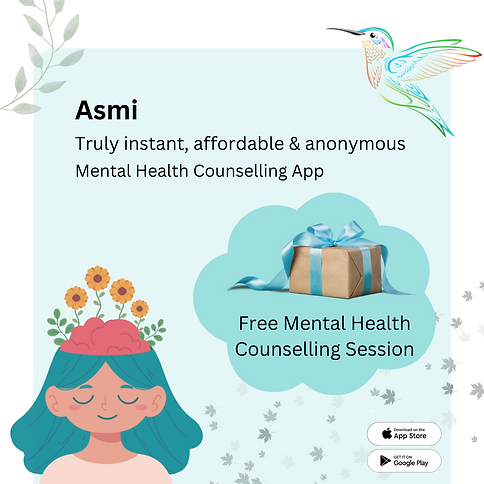 Asmi
Truly instant, affordable & anonymous
Mental Health Counselling App
Free Mental Health
Counselling Session
Download on the
App Store
GET IT ON
Google Play